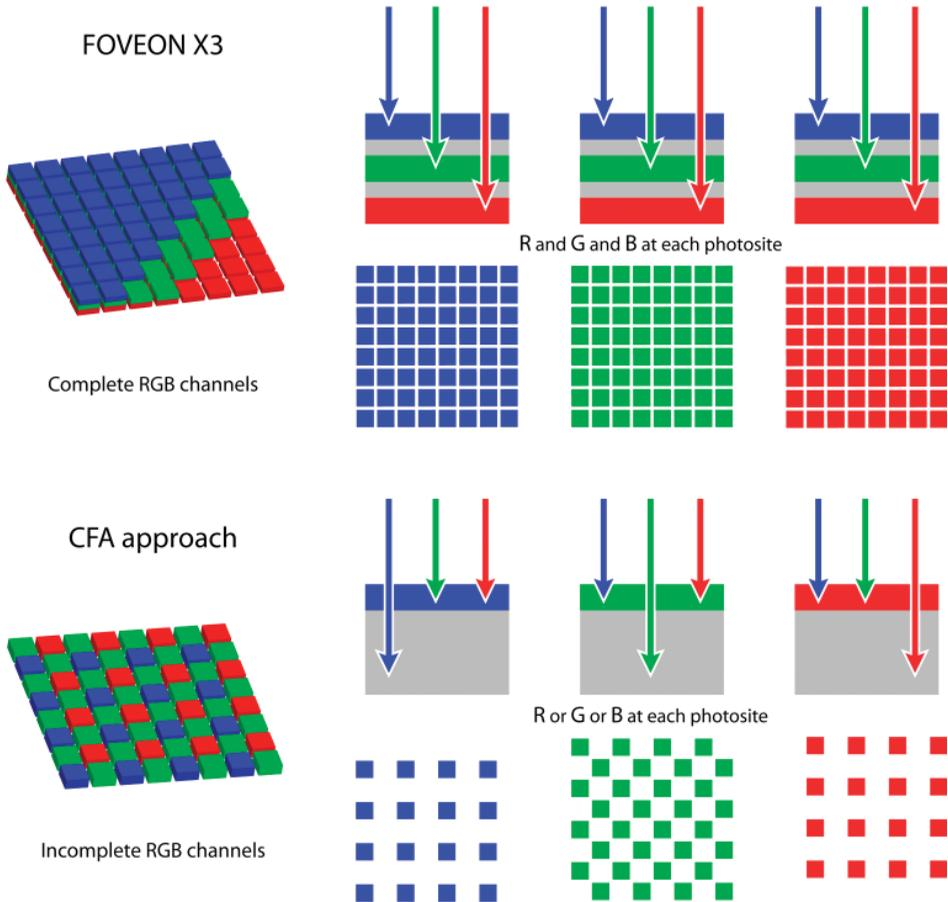 FOVEON X3
R and G and B at each photosite
Complete RGB channels
CFA approach
R or G or B at each photosite
Incomplete RGB channels